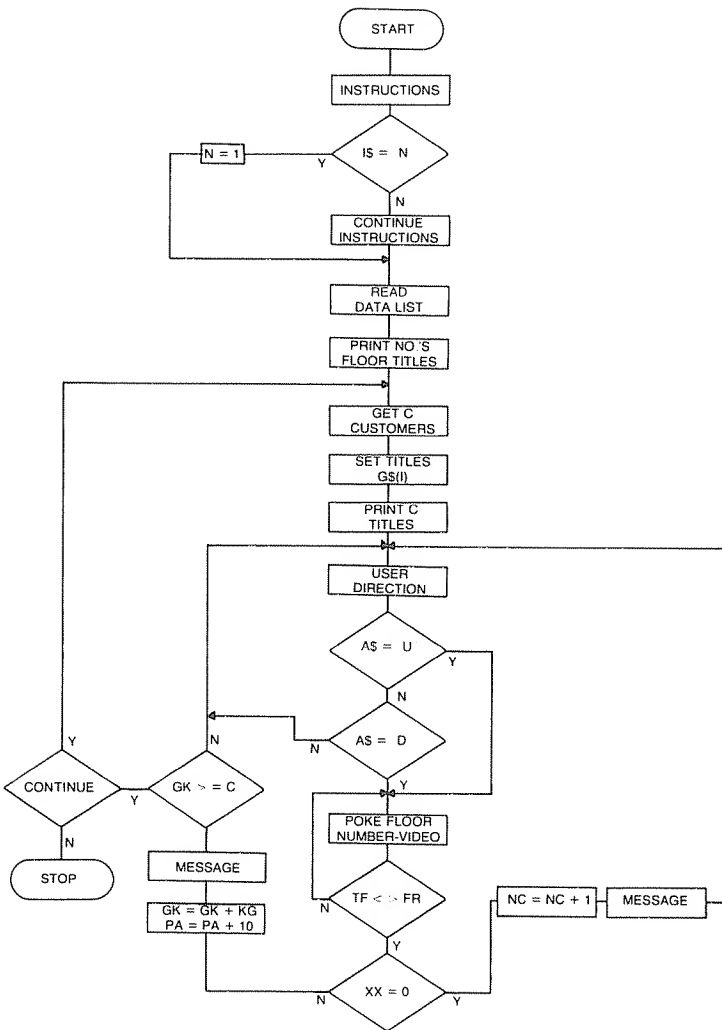 START
INSTRUCTIONS
N = 1
Y
I$ = N
N
CONTINUE
INSTRUCTIONS
READ
DATA LIST
PRINT NO.'S
FLOOR TITLES
GET C
CUSTOMERS
SET TITLES
G$(I)
PRINT C
TITLES
USER
DIRECTION
A$ = U
Y
N
A$ = D
N
Y
Y
CONTINUE
N
STOP
N
GK > = C
Y
MESSAGE
GK = GK + KG
PA = PA + 10
POKE FLOOR
NUMBER-VIDEO
TF < > FR
N
Y
XX = 0
N
Y
NC = NC + 1
MESSAGE